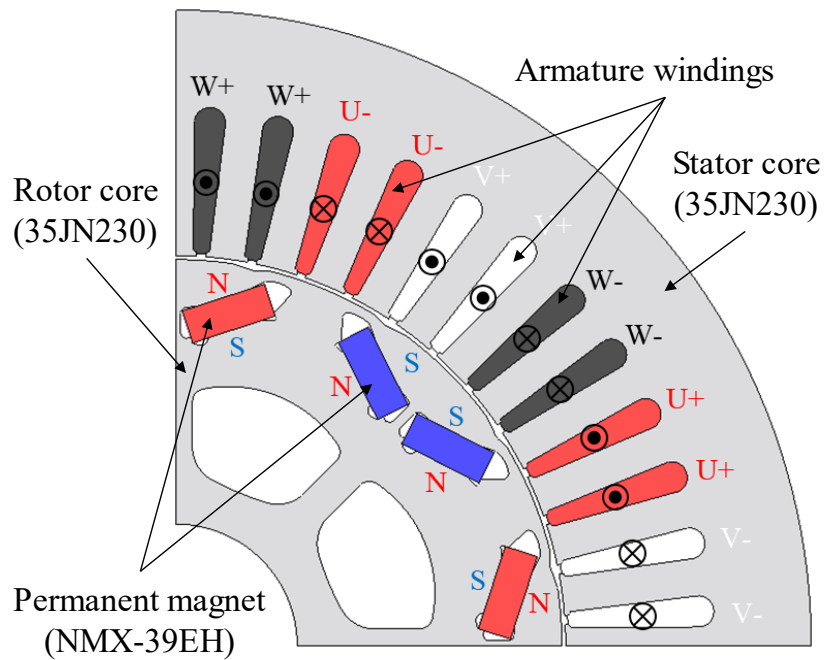 Armature windings
W+
W+
U-
U-
V+
V+
Stator core
(35JN230)
Rotor core
(35JN230)
N
S
W-
W-
S
N
S
N
U+
U+
S
N
V-
V-
Permanent magnet
(NMX-39EH)